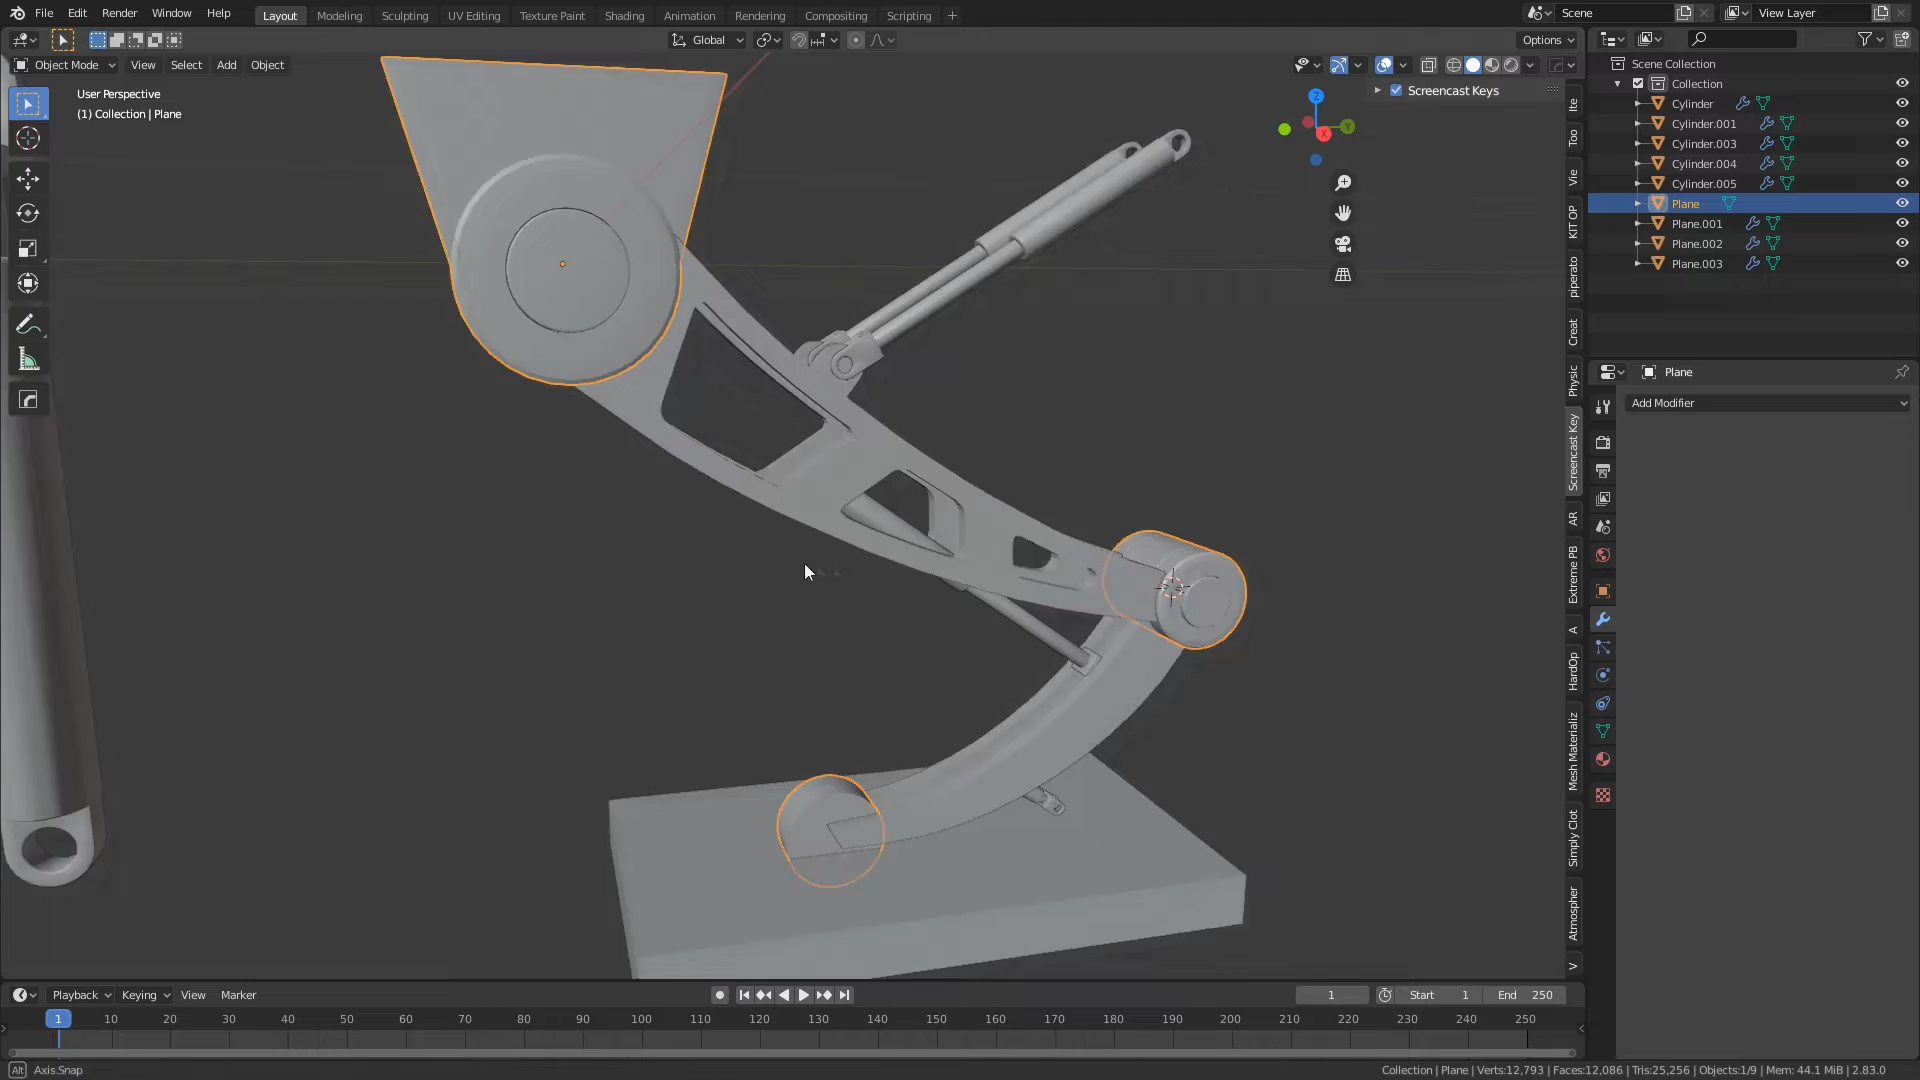 File Edit Render Window Help Layout Modeling Sculpting UV Editing Texture Paint Shading Animation Rendering Compositing Scripting + Scene View Layer
Global Options
Object Mode View Select Add Object
User Perspective
(1) Collection | Plane
Screencast Keys
Z
Y
X
Ite
Too
Vie
KIT OP
piperato
Creat
Physic
Screencast Key
AR
Extreme PB
A
HardOp
Mesh Materializ
Simply Clot
Atmospher
V
Scene Collection
Collection
Cylinder
Cylinder.001
Cylinder.003
Cylinder.004
Cylinder.005
Plane
Plane.001
Plane.002
Plane.003
Plane
Add Modifier
Playback Keying View Marker 1 Start 1 End 250
1 10 20 30 40 50 60 70 80 90 100 110 120 130 140 150 160 170 180 190 200 210 220 230 240 250
Alt Axis Snap
Collection | Plane | Verts:12,793 | Faces:12,086 | Tris:25,256 | Objects:1/9 | Mem: 44.1 MiB | 2.83.0